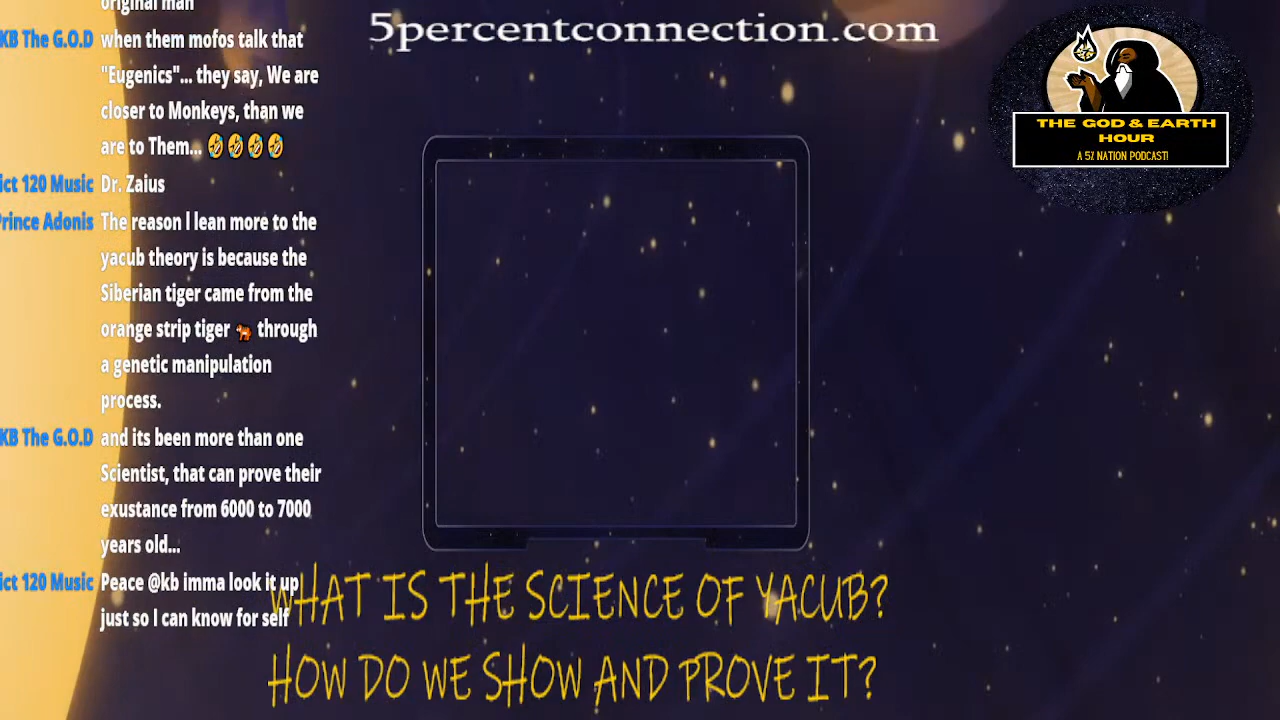 original man
KB The G.O.D when them mofos talk that
"Eugenics"... they say, We are
closer to Monkeys, than we
are to Them... 🤣🤣🤣🤣
ict 120 Music Dr. Zaius
Prince Adonis The reason I lean more to the
yacub theory is because the
Siberian tiger came from the
orange strip tiger 🐅 through
a genetic manipulation
process.
KB The G.O.D and its been more than one
Scientist, that can prove their
exustance from 6000 to 7000
years old...
ict 120 Music Peace @kb imma look it up
just so I can know for self
5percentconnection.com
THE GOD & EARTH
HOUR
A 5% NATION PODCAST!
WHAT IS THE SCIENCE OF YACUB?
HOW DO WE SHOW AND PROVE IT?